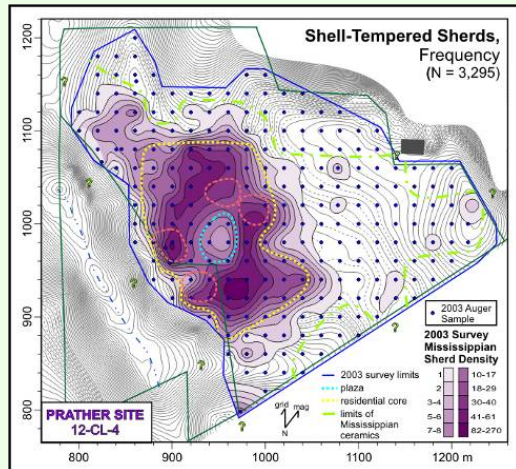 Shell-Tempered Sherds,
Frequency
(N = 3,295)
1200
1100
1000
900
800
?
?
?
?
?
?
?
?
2003 Auger
Sample
2003 Survey
Mississippian
Sherd Density
1
2
3-4
5-6
7-8
10-17
18-29
30-40
41-61
82-270
2003 survey limits
plaza
residential core
limits of
Mississippian
ceramics
grid
mag
N
PRATHER SITE
12-CL-4
800
900
1000
1100
1200 m